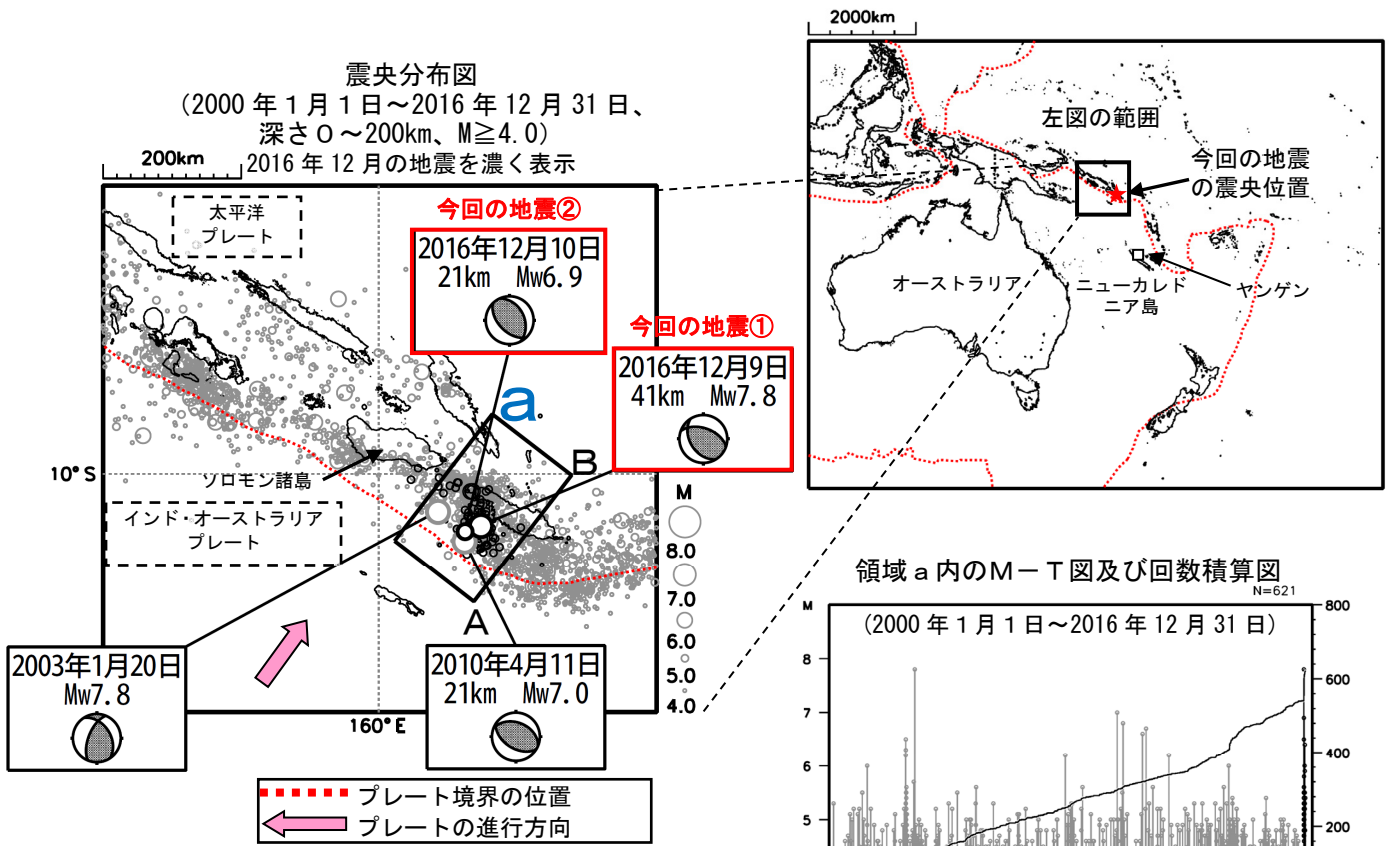 震央分布図
（2000 年１月１日～2016 年 12 月 31 日、
深さ０～200km、M≧4.0）
2016 年 12 月の地震を濃く表示
200km
太平洋
プレート
今回の地震②
2016年12月10日
21km Mw6.9
今回の地震①
2016年12月9日
41km Mw7.8
a
B
10°S
ソロモン諸島
インド・オーストラリア
プレート
A
M
8.0
7.0
6.0
5.0
4.0
2003年1月20日
Mw7.8
2010年4月11日
21km Mw7.0
160°E
プレート境界の位置
プレートの進行方向
2000km
左図の範囲
今回の地震
の震央位置
オーストラリア
ニューカレド
ニア島
ヤンゲン
領域ａ内のＭ－Ｔ図及び回数積算図
N=621
M
（2000 年１月１日～2016 年 12 月 31 日）
800
8
600
7
400
6
200
5